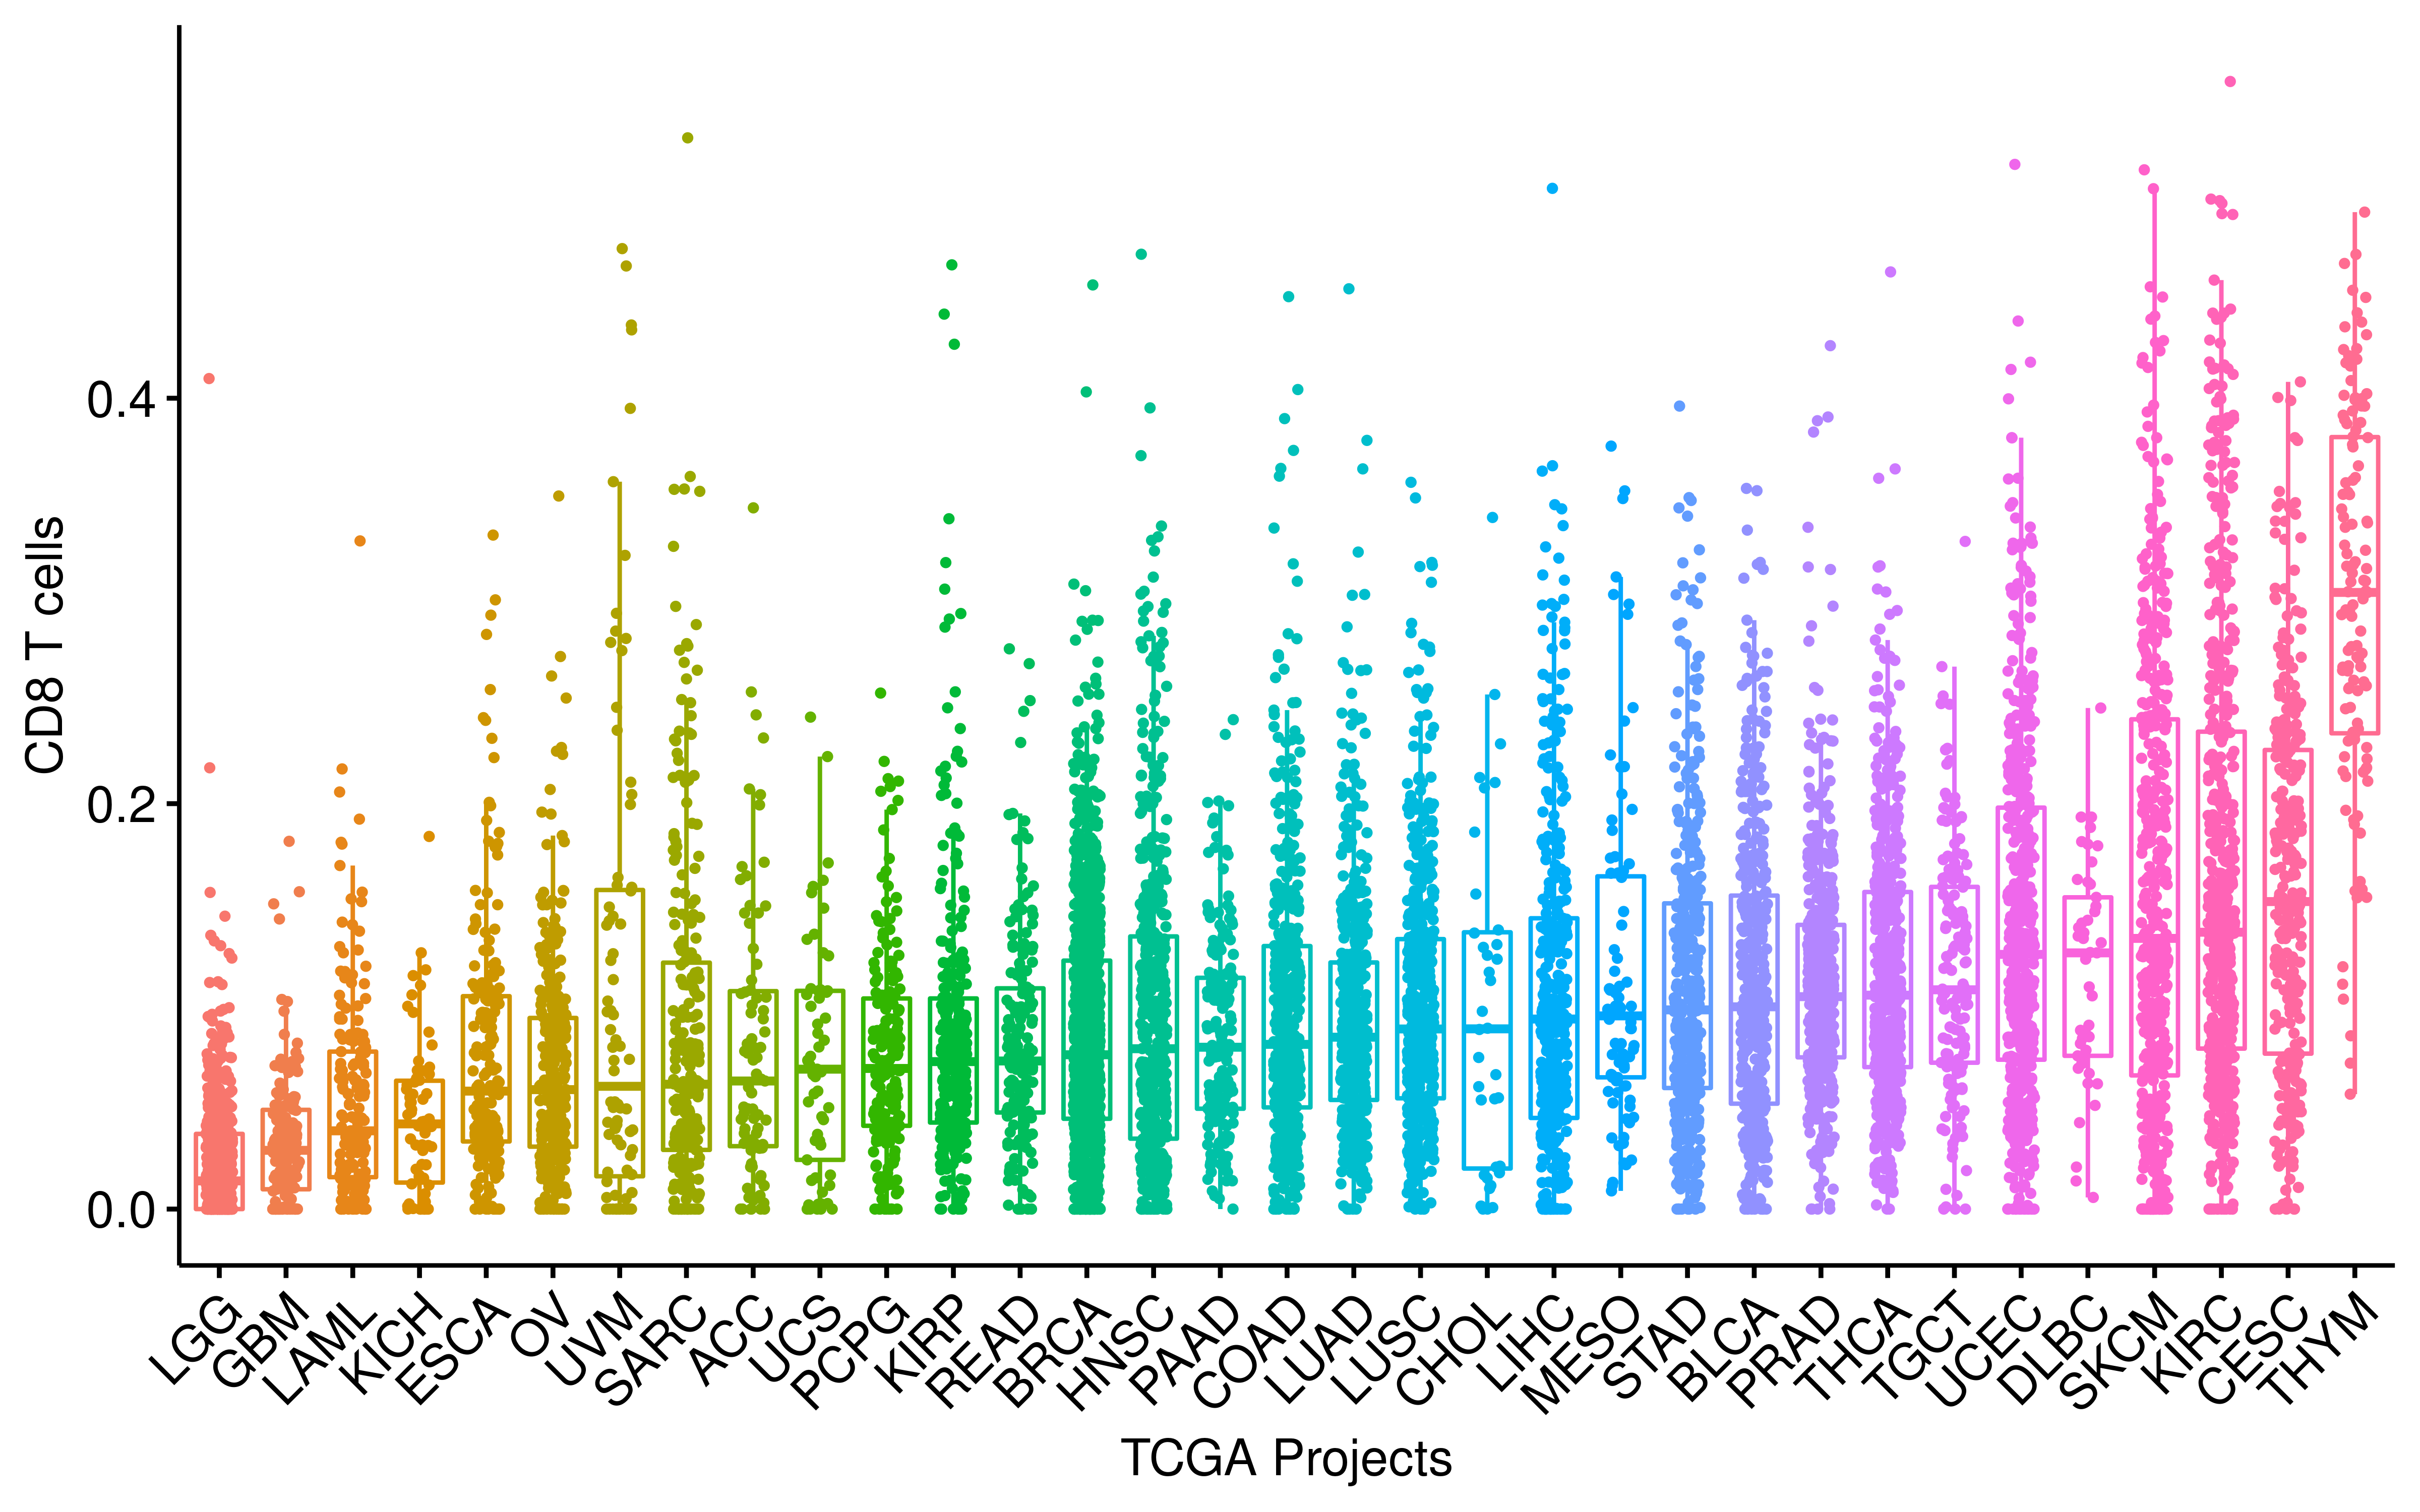 CD8 T cells
0.4
0.2
0.0
LGG
GBM
LAML
KICH
ESCA
OV
UVM
SARC
ACC
UCS
PCPG
KIRP
READ
BRCA
HNSC
PAAD
COAD
LUAD
LUSC
CHOL
LIHC
MESO
STAD
BLCA
PRAD
THCA
TGCT
UCEC
DLBC
SKCM
KIRC
CESC
THYM
TCGA Projects